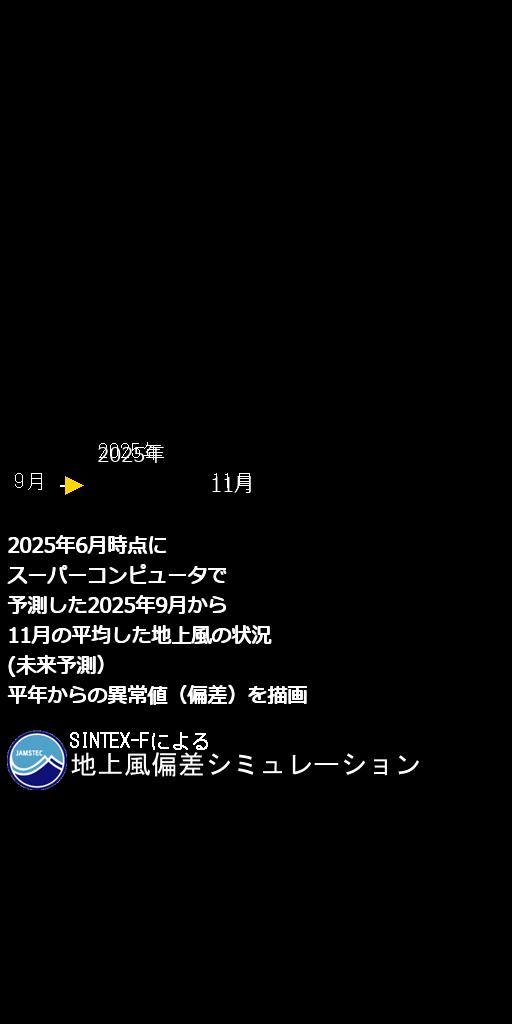 2025年
9月
11月
2025年6月時点に
スーパーコンピュータで
予測した2025年9月から
11月の平均した地上風の状況
(未来予測）
平年からの異常値（偏差）を描画
SINTEX-Fによる
JAMSTEC
地上風偏差シミュレーション